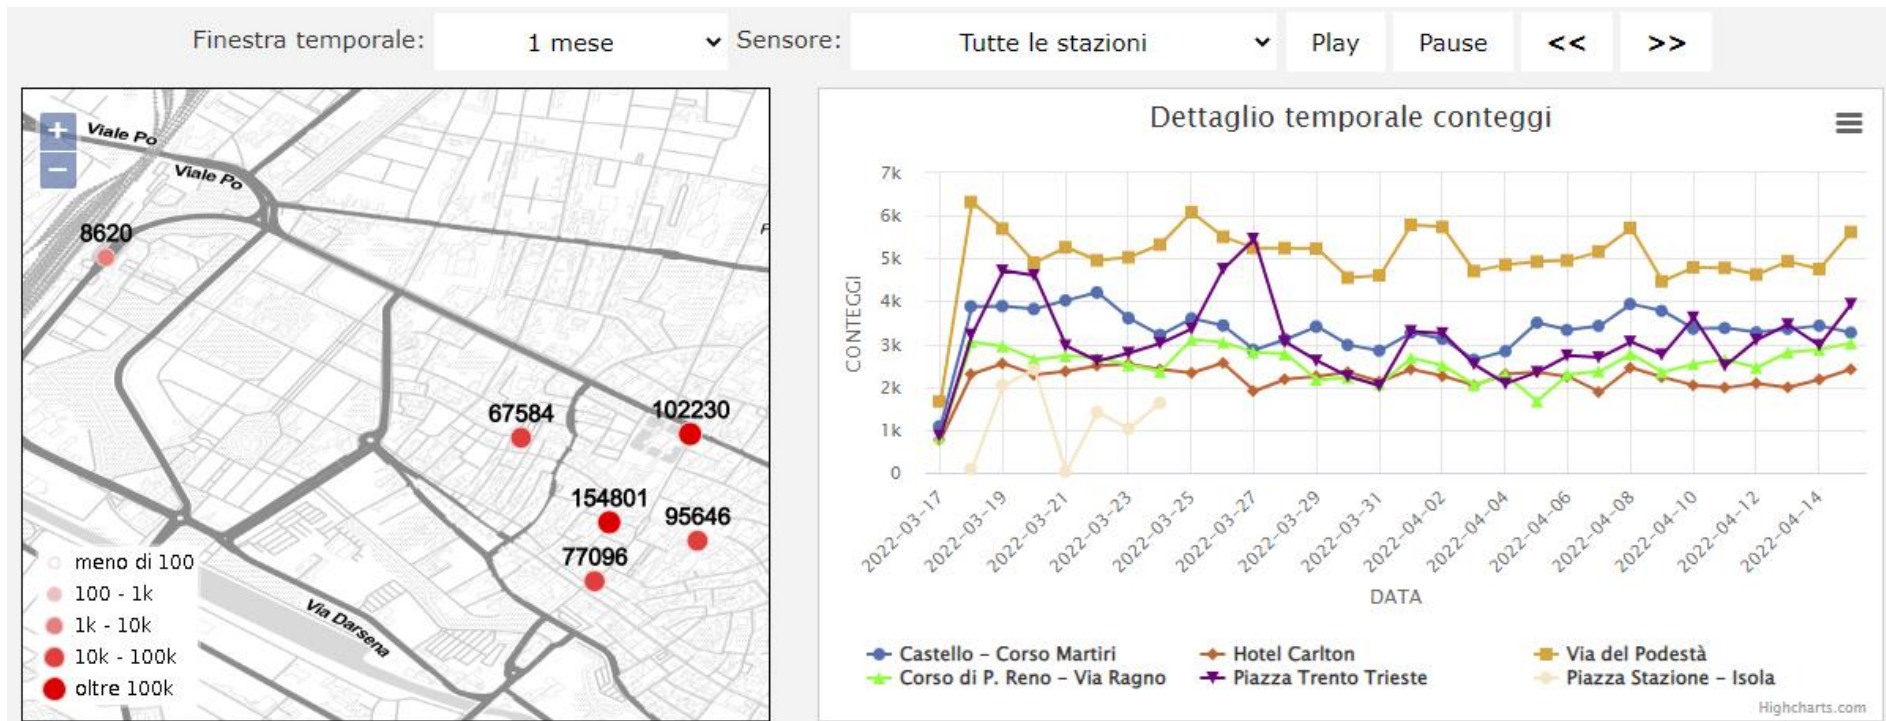 Finestra temporale: 1 mese Sensore: Tutte le stazioni Play Pause << >>
+
−
Viale Po
Viale Po
8620
67584
102230
154801
95646
77096
Via Darsena
meno di 100
100 - 1k
1k - 10k
10k - 100k
oltre 100k
Dettaglio temporale conteggi
CONTEGGI
7k
6k
5k
4k
3k
2k
1k
0
2022-03-17
2022-03-19
2022-03-21
2022-03-23
2022-03-25
2022-03-27
2022-03-29
2022-03-31
2022-04-02
2022-04-04
2022-04-06
2022-04-08
2022-04-10
2022-04-12
2022-04-14
DATA
Castello - Corso Martiri Hotel Carlton Via del Podestà
Corso di P. Reno - Via Ragno Piazza Trento Trieste Piazza Stazione - Isola
Highcharts.com